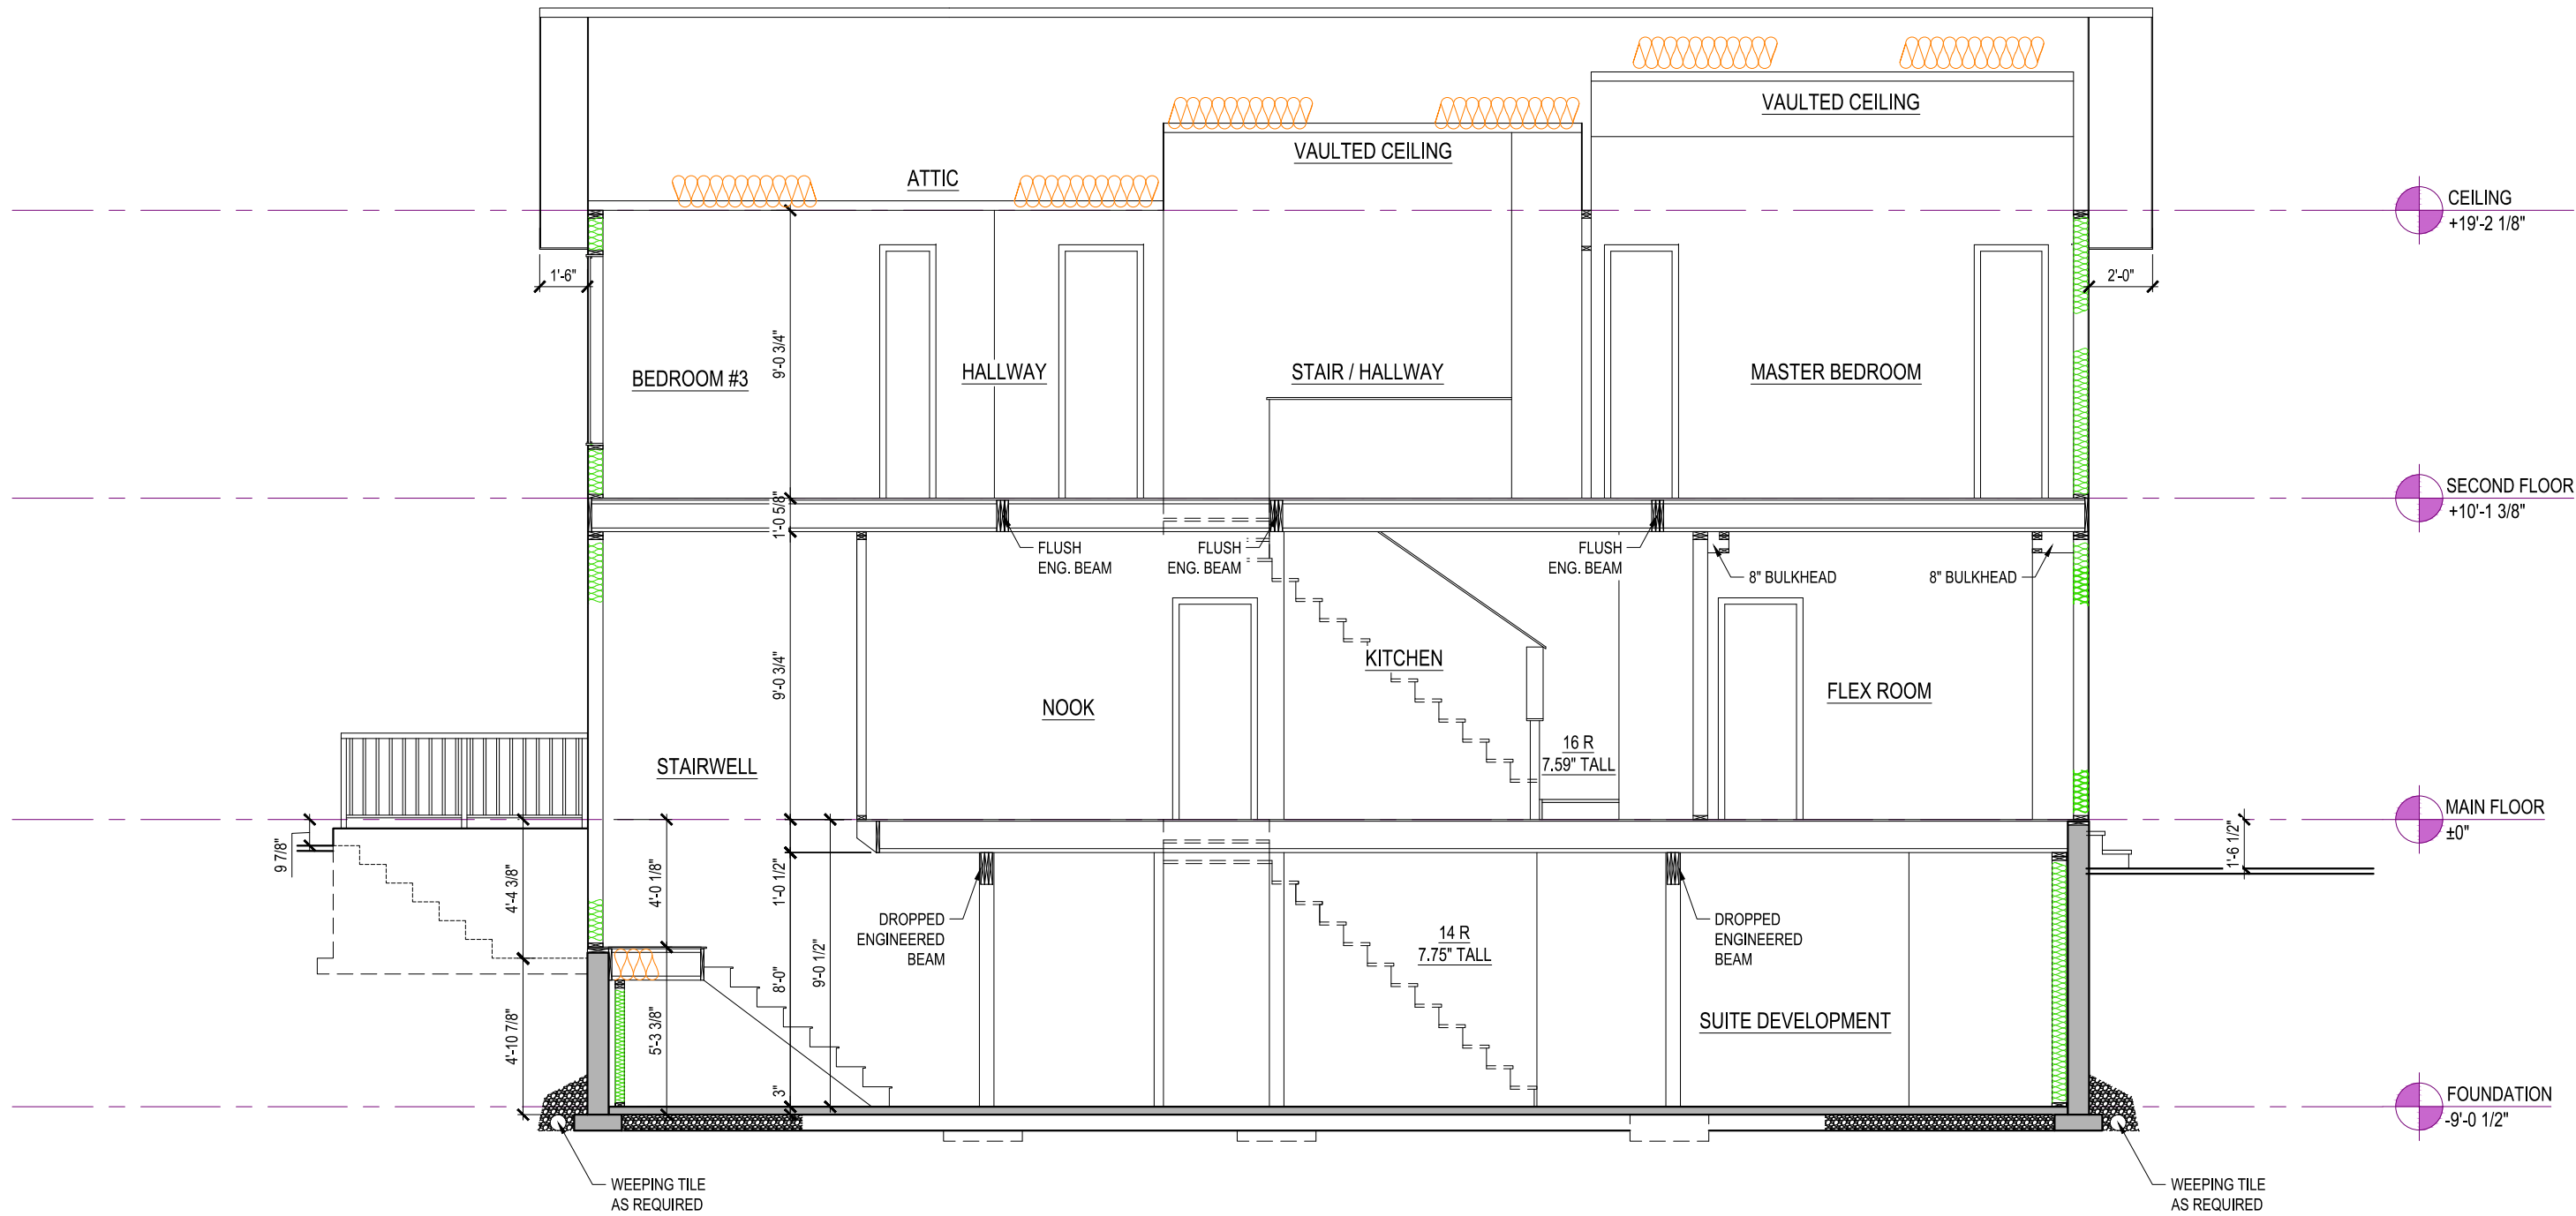 VAULTED CEILING
VAULTED CEILING
ATTIC
CEILING
+19'-2 1/8"
1'-6"
2'-0"
9'-0 3/4"
BEDROOM #3
HALLWAY
STAIR / HALLWAY
MASTER BEDROOM
SECOND FLOOR
+10'-1 3/8"
1'-0 5/8"
FLUSH
ENG. BEAM
FLUSH
ENG. BEAM
FLUSH
ENG. BEAM
8" BULKHEAD
8" BULKHEAD
9'-0 3/4"
KITCHEN
NOOK
FLEX ROOM
STAIRWELL
16 R
7.59" TALL
MAIN FLOOR
±0"
9 7/8"
4'-4 3/8"
4'-0 1/8"
1'-0 1/2"
1'-6 1/2"
DROPPED
ENGINEERED
BEAM
14 R
7.75" TALL
DROPPED
ENGINEERED
BEAM
9'-0 1/2"
8'-0"
4'-10 7/8"
5'-3 3/8"
SUITE DEVELOPMENT
3"
FOUNDATION
-9'-0 1/2"
WEEPING TILE
AS REQUIRED
WEEPING TILE
AS REQUIRED